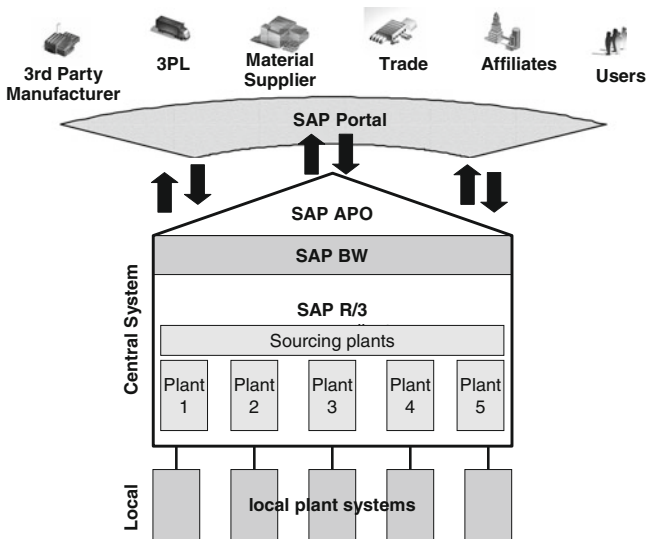 3rd Party
Manufacturer
3PL
Material
Supplier
Trade
Affiliates
Users
SAP Portal
SAP APO
SAP BW
SAP R/3
Sourcing plants
Plant
1
Plant
2
Plant
3
Plant
4
Plant
5
Central System
local plant systems
Local